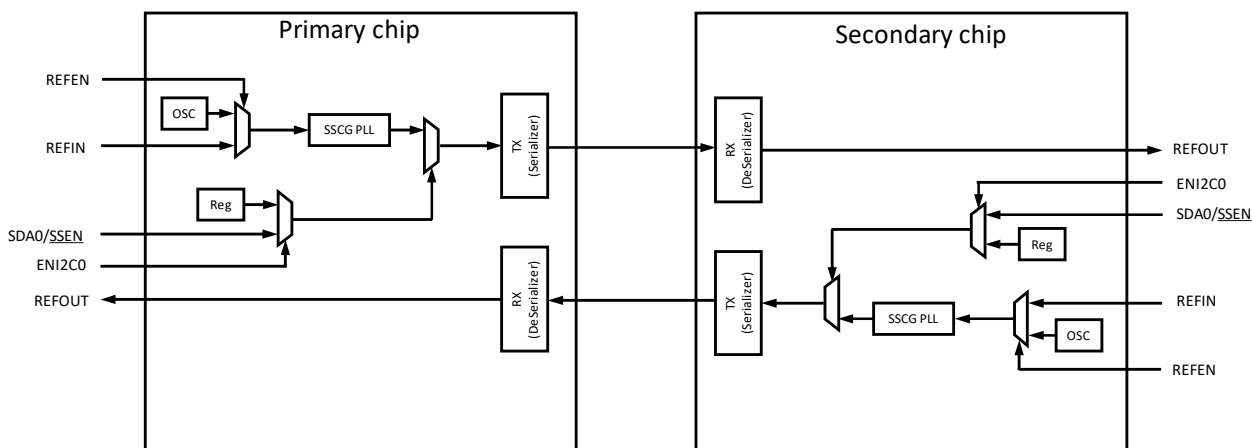 Primary chip
Secondary chip
REFEN
OSC
REFIN
SSCG PLL
TX
(Serializer)
Reg
SDA0/SSEN
ENI2C0
REFOUT
RX
(DeSerializer)
RX
(DeSerializer)
REFOUT
ENI2C0
SDA0/SSEN
Reg
TX
(Serializer)
SSCG PLL
REFIN
OSC
REFEN